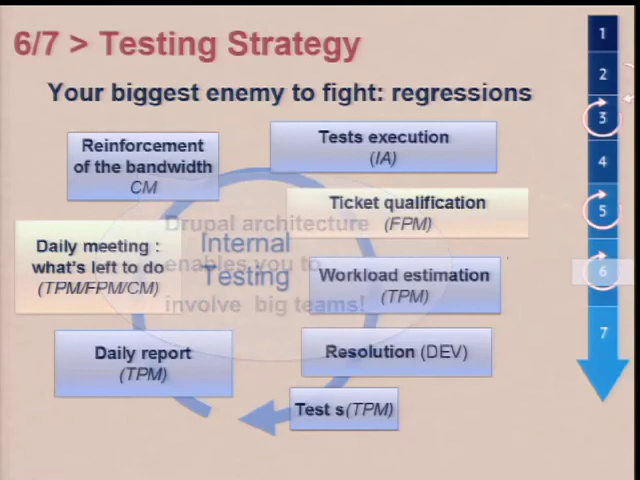 6/7 > Testing Strategy
Your biggest enemy to fight: regressions
Reinforcement
of the bandwidth
CM
Tests execution
(IA)
Ticket qualification
(FPM)
Drupal architecture
enables you to
involve big teams!
Internal
Testing
Daily meeting :
what's left to do
(TPM/FPM/CM)
Workload estimation
(TPM)
Daily report
(TPM)
Resolution (DEV)
Test s(TPM)
1
2
3
4
5
6
7